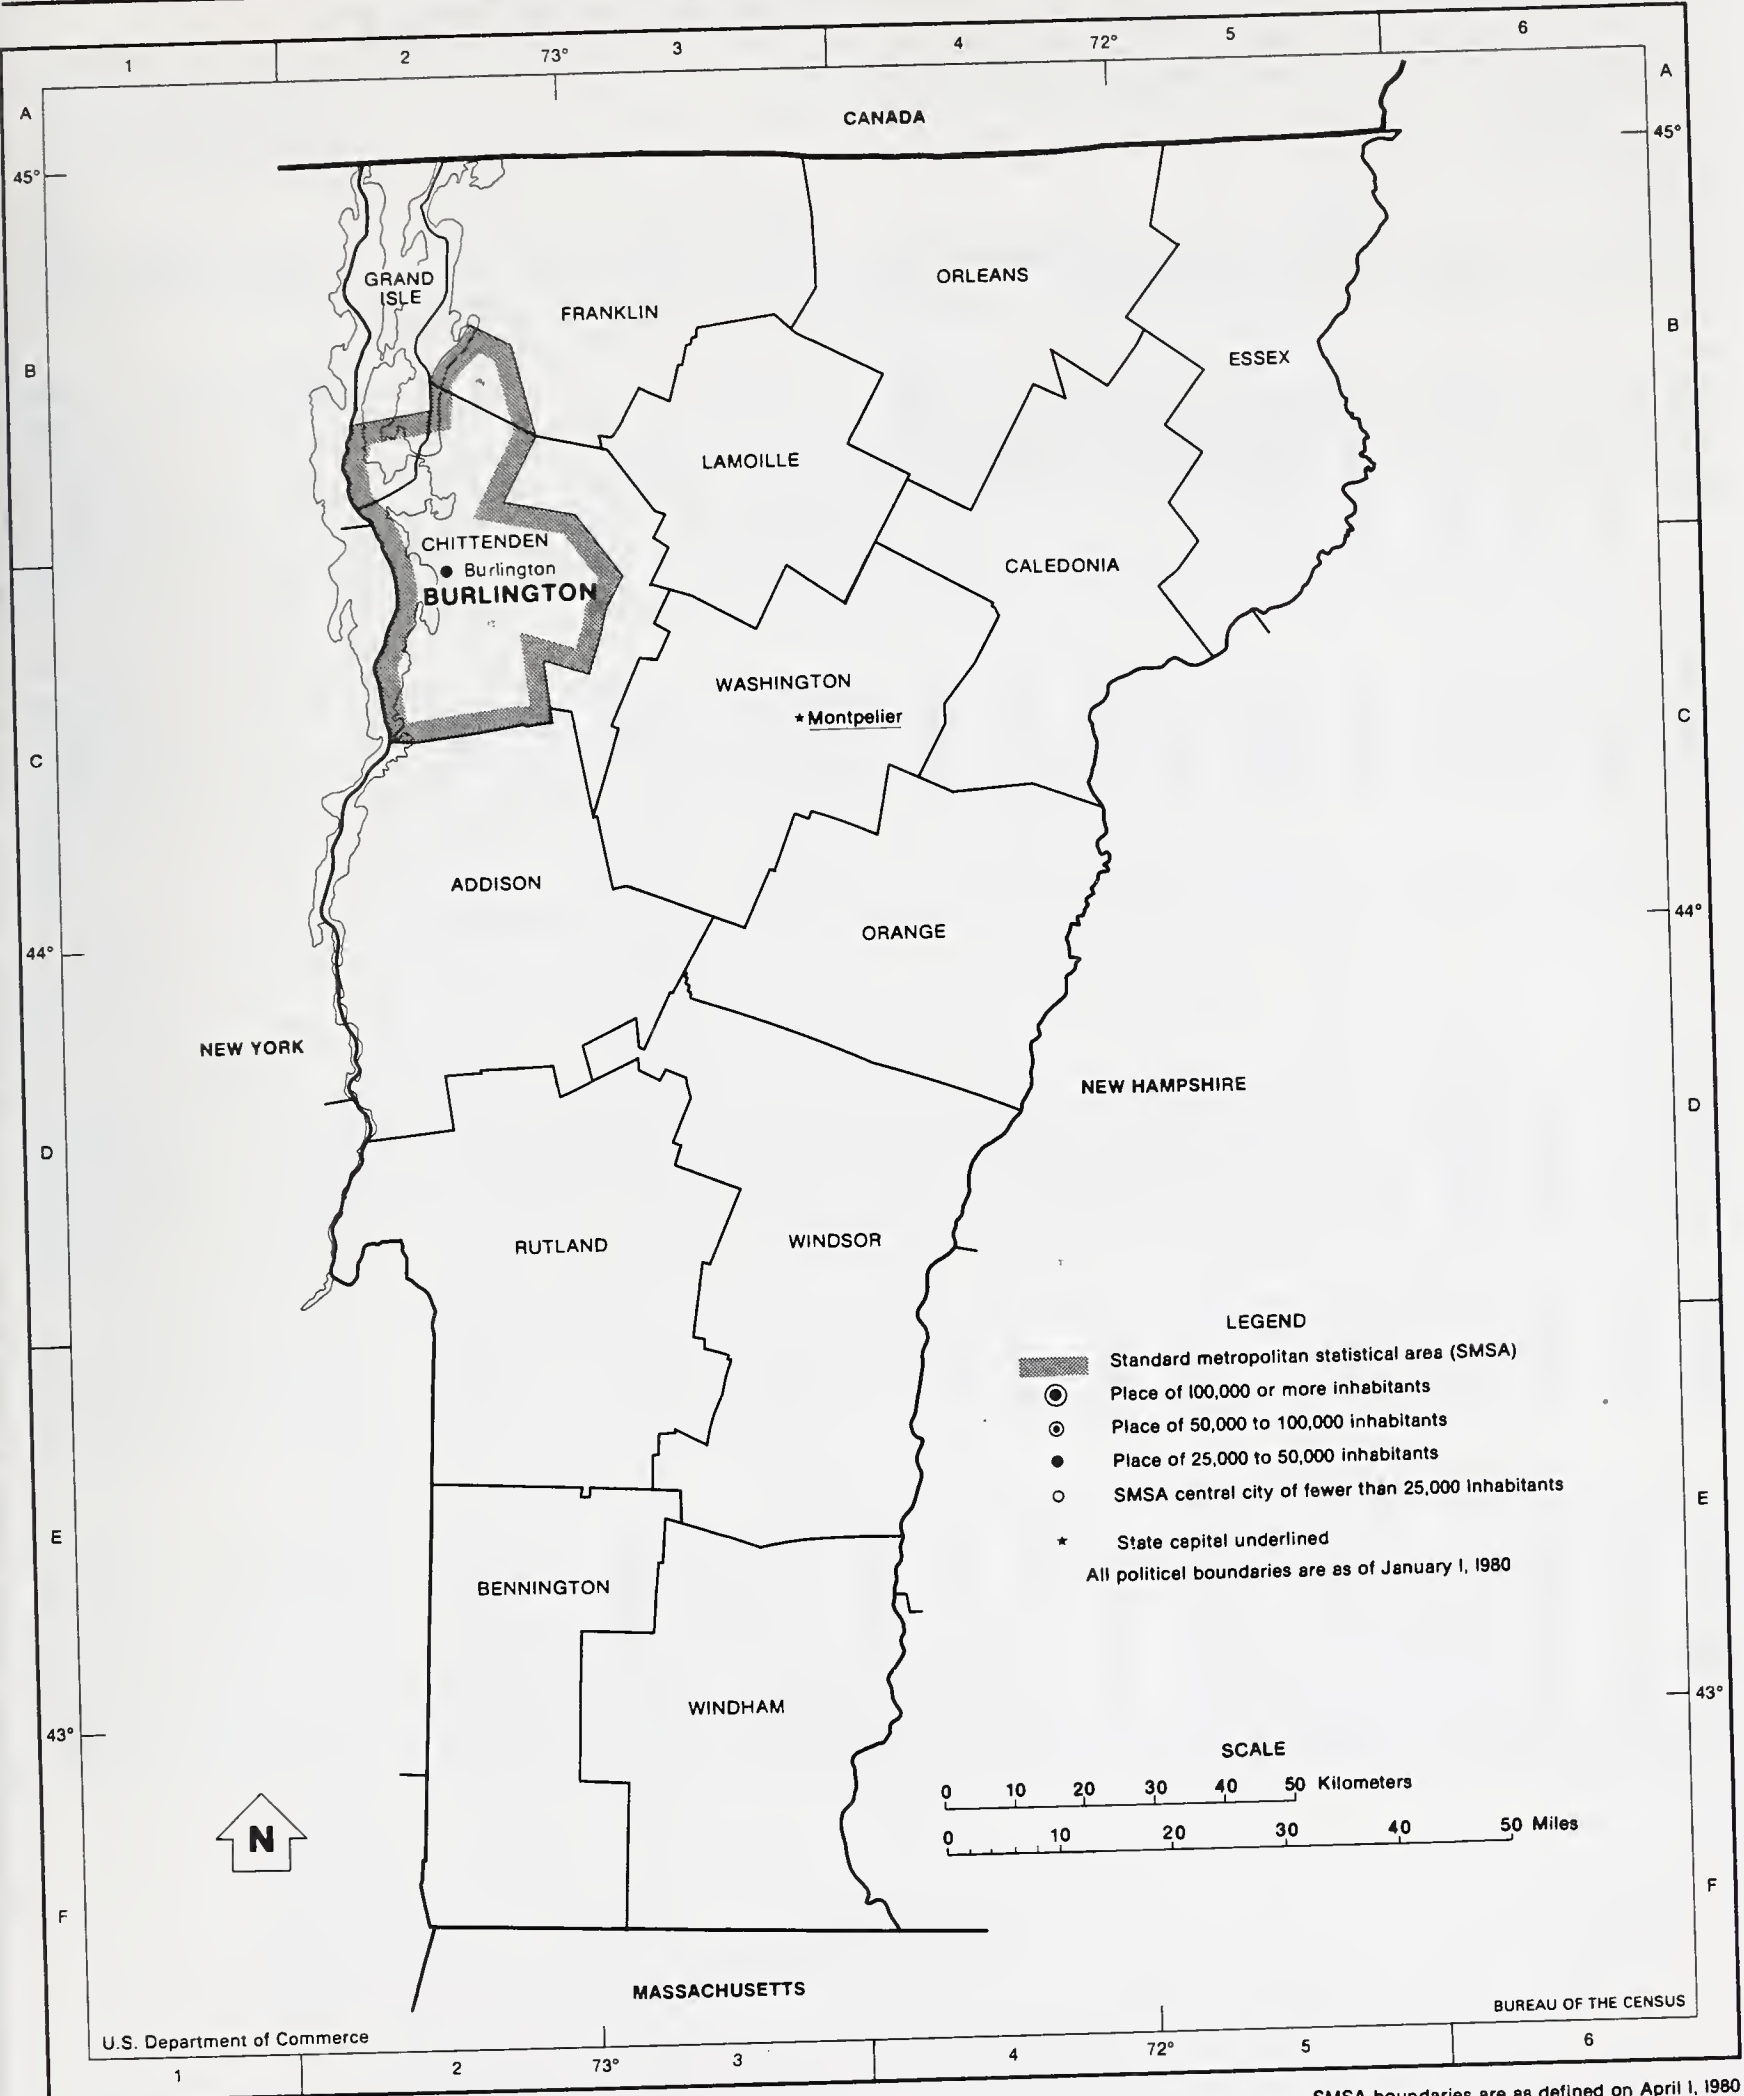 1 2 73° 3 4 72° 5 6
A
A
CANADA
45°
45°
GRAND
ISLE
ORLEANS
FRANKLIN
B
ESSEX
B
LAMOILLE
CHITTENDEN
Burlington
BURLINGTON
CALEDONIA
WASHINGTON
★ Montpelier
C
C
ADDISON
ORANGE
44°
44°
NEW YORK
NEW HAMPSHIRE
D
D
RUTLAND
WINDSOR
LEGEND
Standard metropolitan statistical area (SMSA)
Place of 100,000 or more inhabitants
Place of 50,000 to 100,000 inhabitants
Place of 25,000 to 50,000 inhabitants
SMSA central city of fewer than 25,000 Inhabitants
★ State capital underlined
All politicel boundaries are as of January 1, 1980
E
E
BENNINGTON
WINDHAM
43°
43°
SCALE
0 10 20 30 40 50 Kilometers
0 10 20 30 40 50 Miles
N
F
F
MASSACHUSETTS
BUREAU OF THE CENSUS
U.S. Department of Commerce
1 2 73° 3 4 72° 5 6
SMSA boundaries are as defined on April 1, 1980